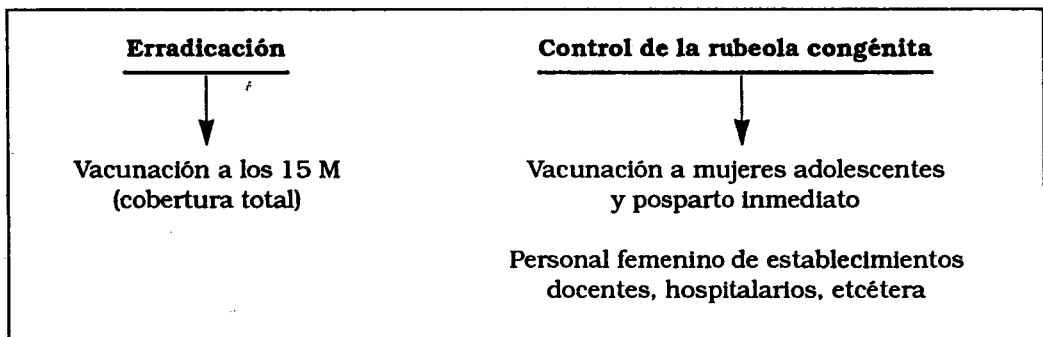 Erradicación
Vacunación a los 15 M
(cobertura total)
Control de la rubeola congénita
Vacunación a mujeres adolescentes
y posparto inmediato
Personal femenino de establecimientos
docentes, hospitalarios, etcétera